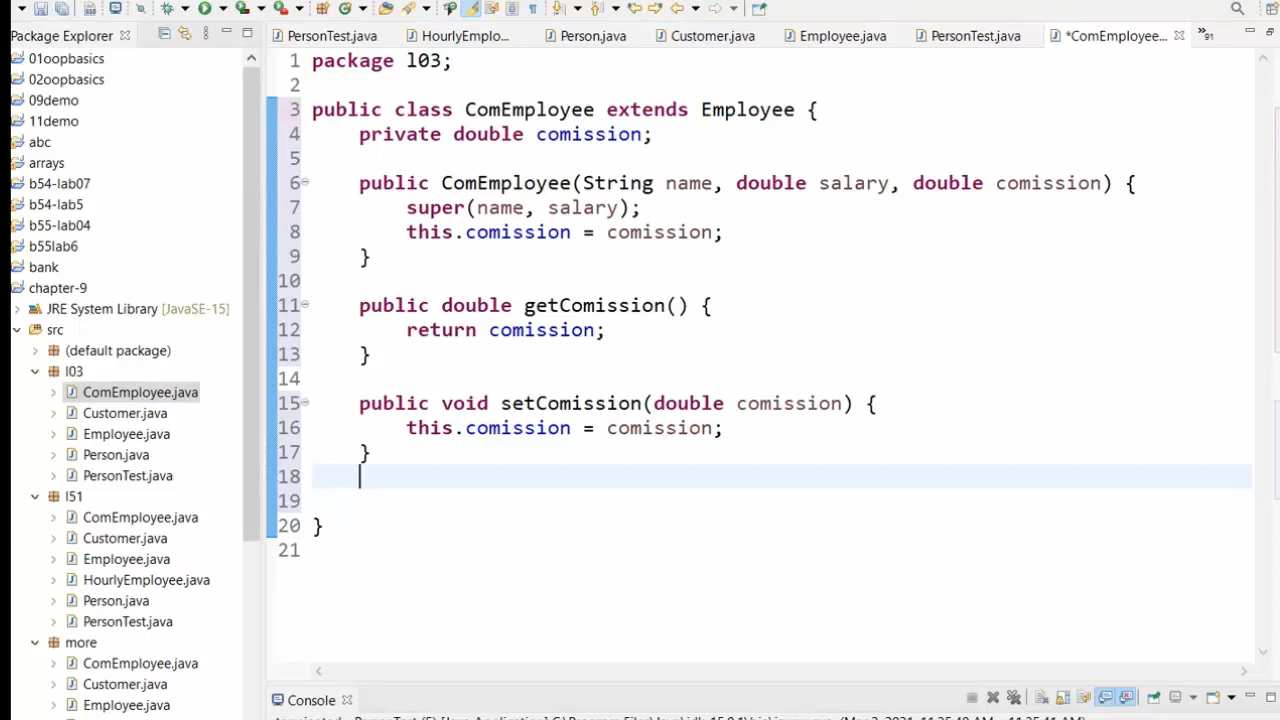 Package Explorer
PersonTest.java
HourlyEmplo...
Person.java
Customer.java
Employee.java
PersonTest.java
*ComEmployee...
»91
01oopbasics
02oopbasics
09demo
11demo
abc
arrays
b54-lab07
b54-lab5
b55-lab04
b55lab6
bank
chapter-9
JRE System Library [JavaSE-15]
src
(default package)
l03
ComEmployee.java
Customer.java
Employee.java
Person.java
PersonTest.java
l51
ComEmployee.java
Customer.java
Employee.java
HourlyEmployee.java
Person.java
PersonTest.java
more
ComEmployee.java
Customer.java
Employee.java
1 package l03;
2
3 public class ComEmployee extends Employee {
4 private double comission;
5
6 public ComEmployee(String name, double salary, double comission) {
7 super(name, salary);
8 this.comission = comission;
9 }
10
11 public double getComission() {
12 return comission;
13 }
14
15 public void setComission(double comission) {
16 this.comission = comission;
17 }
18
19
20 }
21
Console